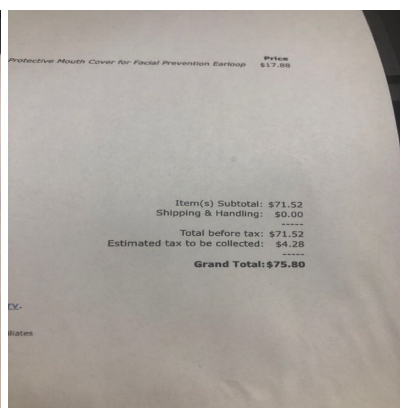 Price
Protective Mouth Cover for Facial Prevention Earloop $17.88
Item(s) Subtotal: $71.52
Shipping & Handling: $0.00
-----
Total before tax: $71.52
Estimated tax to be collected: $4.28
-----
Grand Total: $75.80
iliates